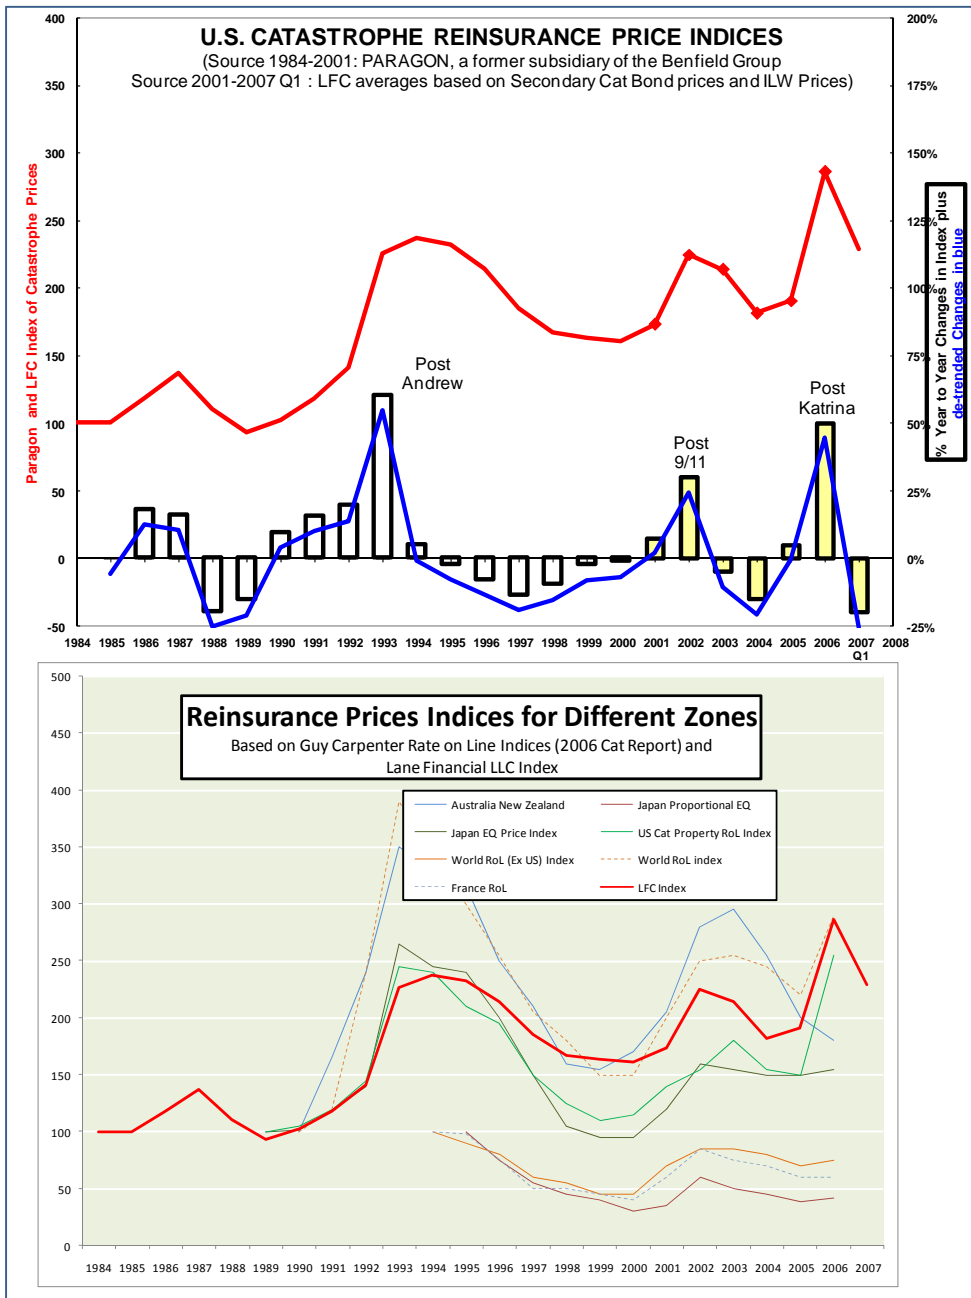 U.S. CATASTROPHE REINSURANCE PRICE INDICES
(Source 1984-2001: PARAGON, a former subsidiary of the Benfield Group
Source 2001-2007 Q1 : LFC averages based on Secondary Cat Bond prices and ILW Prices)
400
350
300
250
200
150
100
50
0
-50
Paragon and LFC Index of Catastrophe Prices
200%
175%
150%
125%
100%
75%
50%
25%
0%
-25%
% Year to Year Changes in Index plus
de-trended Changes in blue
Post
Andrew
Post
9/11
Post
Katrina
1984 1985 1986 1987 1988 1989 1990 1991 1992 1993 1994 1995 1996 1997 1998 1999 2000 2001 2002 2003 2004 2005 2006 2007 2008
Q1
Reinsurance Prices Indices for Different Zones
Based on Guy Carpenter Rate on Line Indices (2006 Cat Report) and
Lane Financial LLC Index
500
450
400
350
300
250
200
150
100
50
0
Australia New Zealand Japan Proportional EQ
Japan EQ Price Index US Cat Property RoL Index
World RoL (Ex US) Index World RoL index
France RoL LFC Index
1984 1985 1986 1987 1988 1989 1990 1991 1992 1993 1994 1995 1996 1997 1998 1999 2000 2001 2002 2003 2004 2005 2006 2007